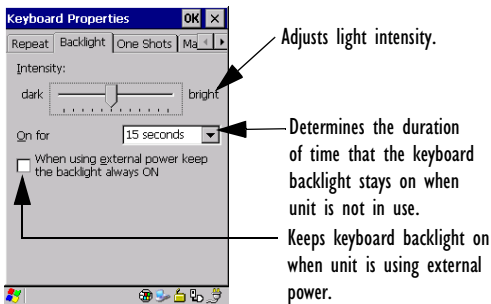 Keyboard Properties OK ×
Repeat Backlight One Shots Ma
Intensity:
dark bright
On for 15 seconds
When using external power keep
the backlight always ON
Adjusts light intensity.
Determines the duration
of time that the keyboard
backlight stays on when
unit is not in use.
Keeps keyboard backlight on
when unit is using external
power.